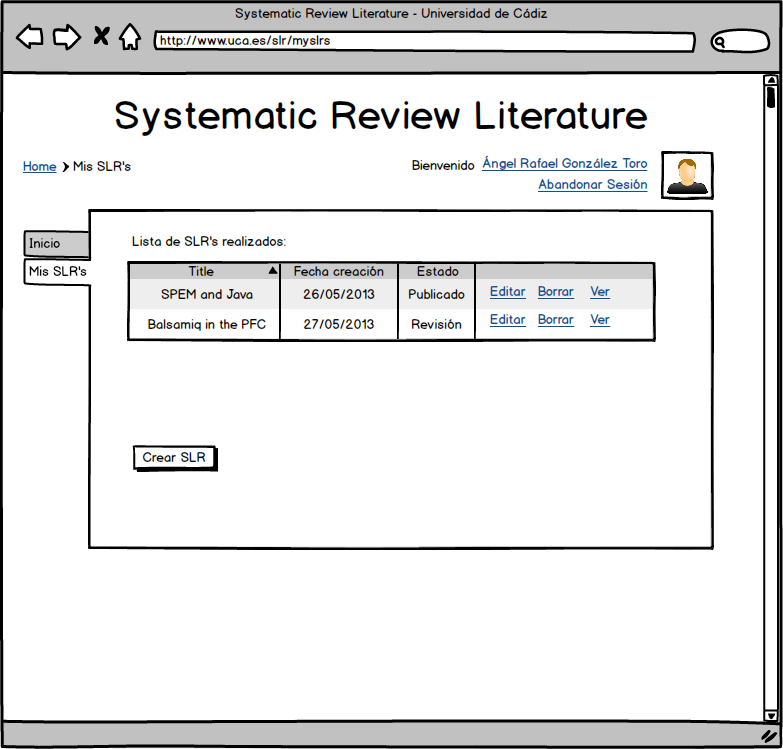 Systematic Review Literature - Universidad de Cádiz
http://www.uca.es/slr/myslrs
Systematic Review Literature
Home Mis SLR's
Bienvenido Ángel Rafael González Toro
Abandonar Sesión
Inicio
Mis SLR's
Lista de SLR's realizados:
Title Fecha creación Estado
SPEM and Java 26/05/2013 Publicado Editar Borrar Ver
Balsamiq in the PFC 27/05/2013 Revisión Editar Borrar Ver
Crear SLR